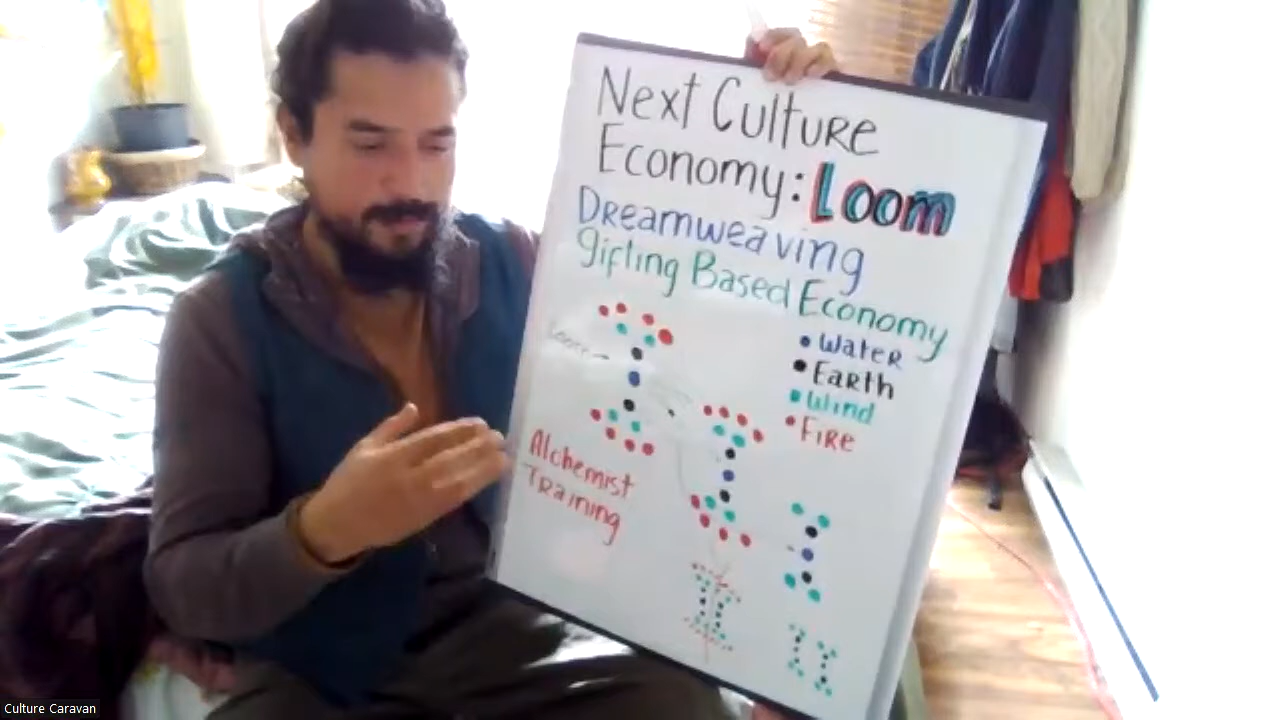 Next Culture
Economy: Loom
Dreamweaving
Gifting Based Economy
Water
Earth
Wind
Fire
Alchemist
Training
Culture Caravan